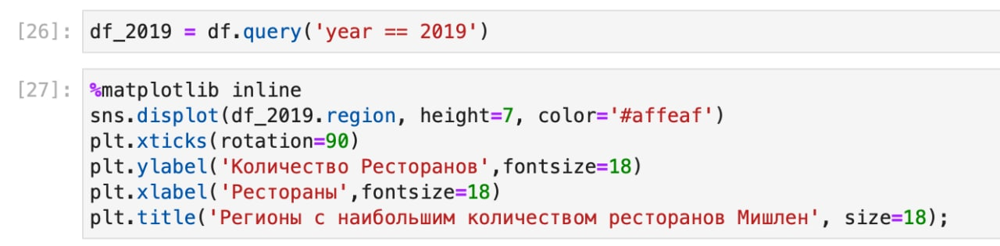 [26]: df_2019 = df.query('year == 2019')
[27]: %matplotlib inline
sns.displot(df_2019.region, height=7, color='#affeaf')
plt.xticks(rotation=90)
plt.ylabel('Количество Ресторанов',fontsize=18)
plt.xlabel('Рестораны',fontsize=18)
plt.title('Регионы с наибольшим количеством ресторанов Мишлен', size=18);